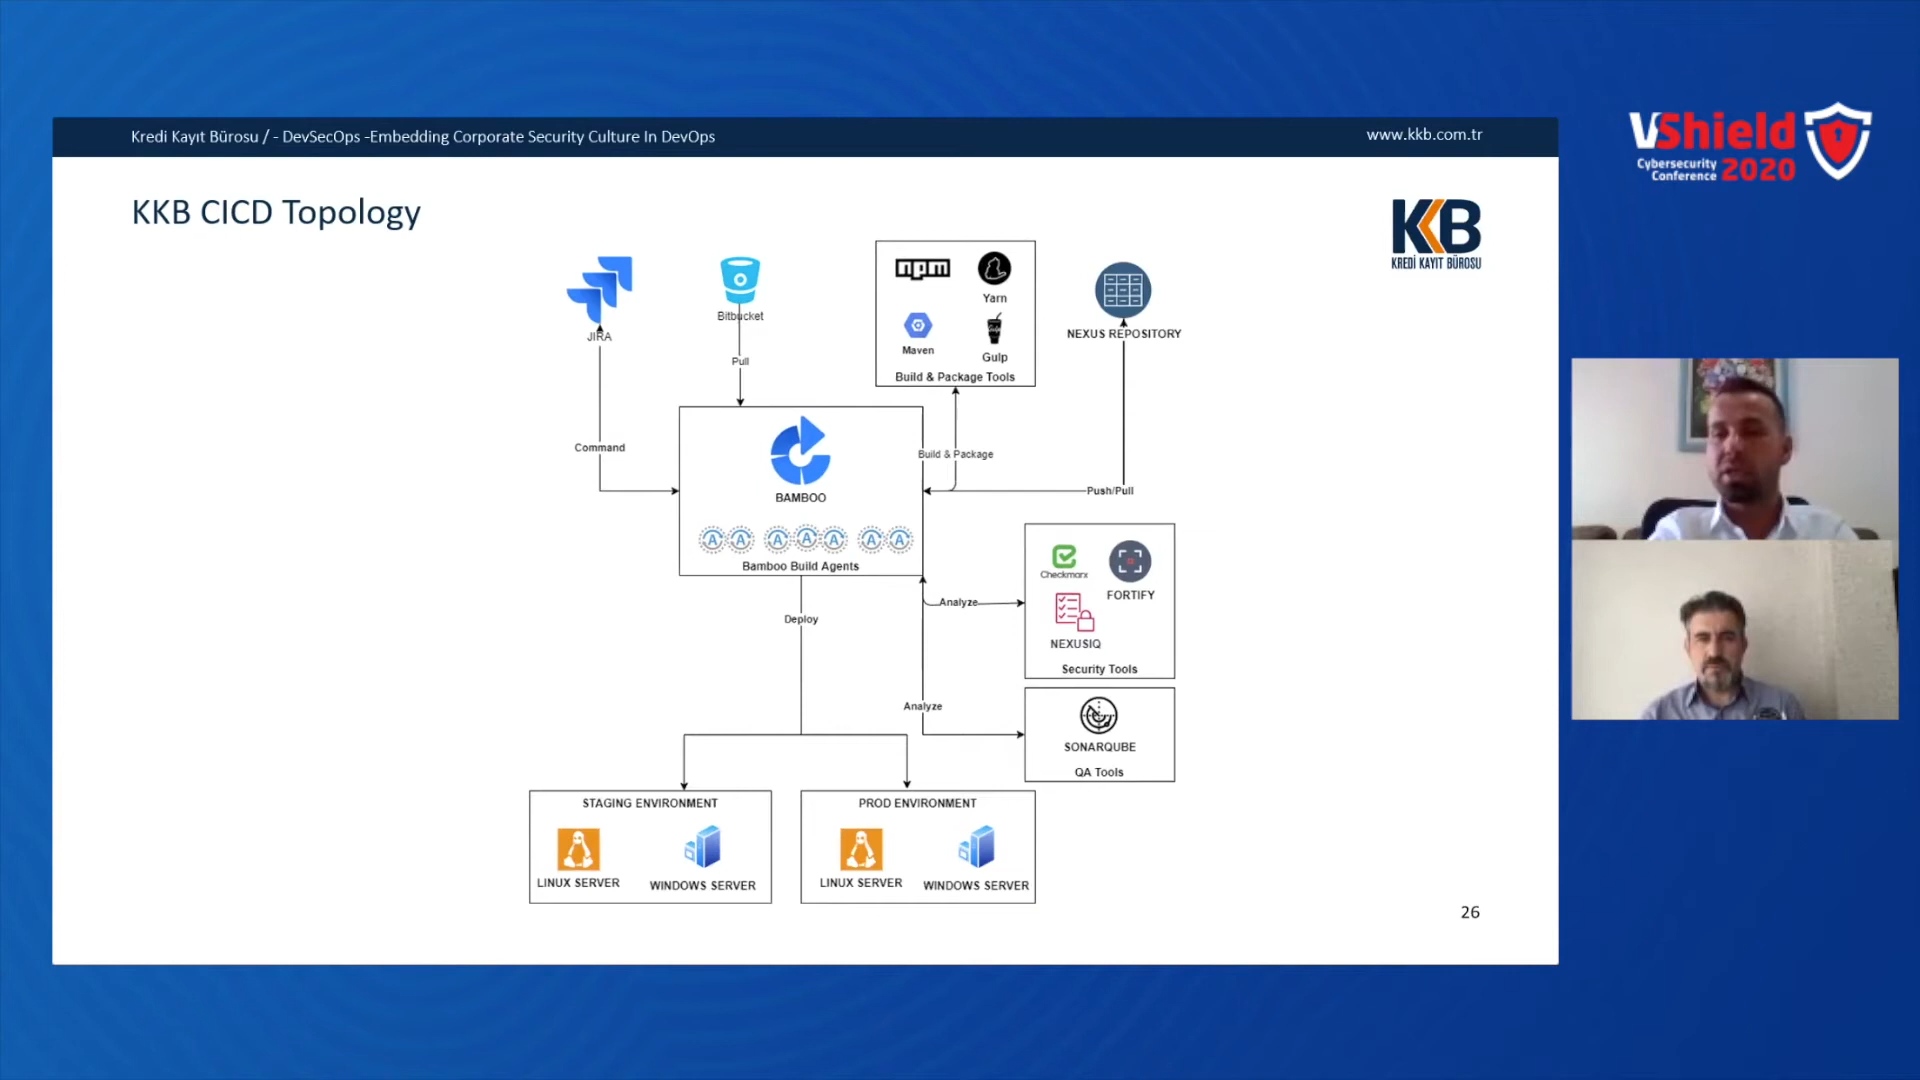 Kredi Kayıt Bürosu / - DevSecOps -Embedding Corporate Security Culture In DevOps
www.kkb.com.tr
VShield
Cybersecurity
Conference 2020
KKB CICD Topology
KKB
KREDİ KAYIT BÜROSU
JIRA
Bitbucket
npm
Yarn
Maven
Gulp
Build & Package Tools
NEXUS REPOSITORY
Pull
Command
Build & Package
Push/Pull
BAMBOO
A A A A A A A
Bamboo Build Agents
Checkmarx
FORTIFY
NEXUSIQ
Security Tools
Analyze
Deploy
Analyze
SONARQUBE
QA Tools
STAGING ENVIRONMENT
LINUX SERVER
WINDOWS SERVER
PROD ENVIRONMENT
LINUX SERVER
WINDOWS SERVER
26